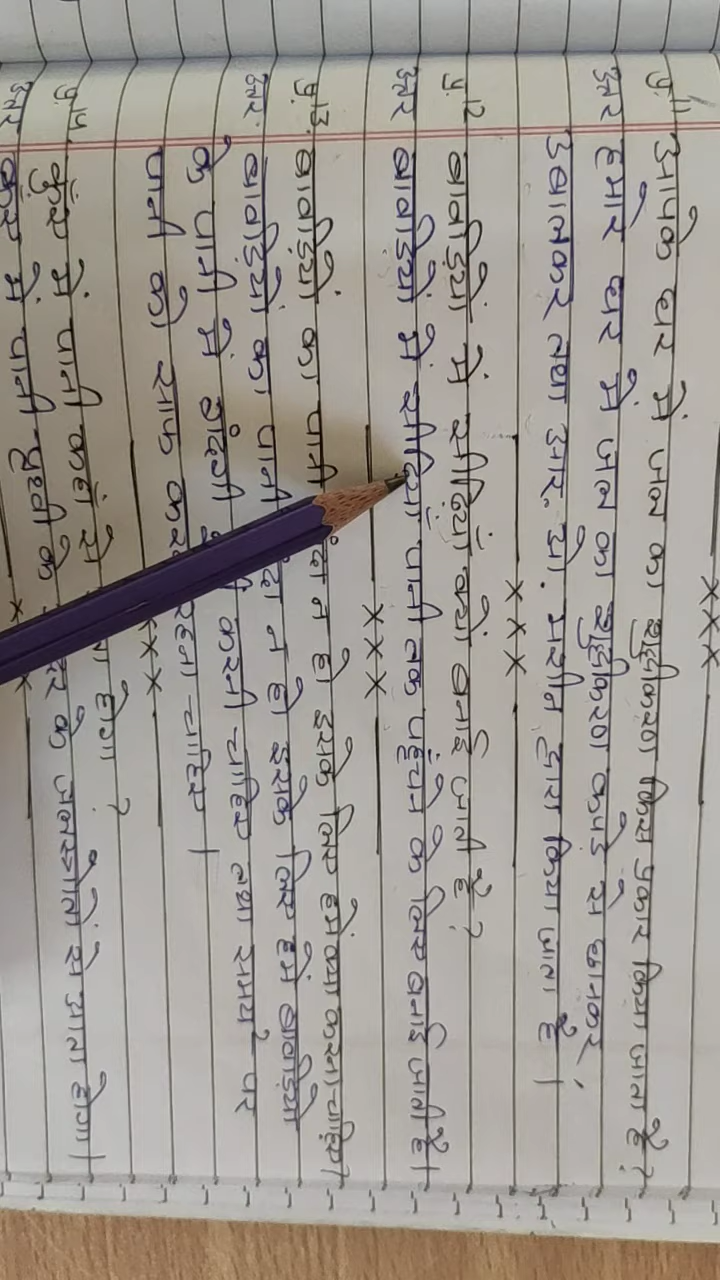 प्र.11 आपके घर में जल का शुद्धीकरण किस प्रकार किया जाता है?
उत्तर हमारे घर में जल का शुद्धीकरण कपड़े से छानकर,
उबालकर तथा आर. ओ. मशीन द्वारा किया जाता है।
×××
प्र.12 बावड़ियों में सीढ़ियाँ क्यों बनाई जाती है?
उत्तर बावड़ियों में सीढ़ियाँ पानी तक पहुंचने के लिए बनाई जाती है।
×××
प्र.13. बावड़ियों का पानी न हो इसके लिए हमें क्या करना चाहिए?
उत्तर: बावड़ियों का पानी न हो इसके लिए हमें बावड़ियों
के पानी में गंदगी करनी चाहिए तथा समय पर
पानी को साफ रहना चाहिए।
×××
प्र.14 कुंए में पानी कहाँ से होगा?
उत्तर कुंए में पानी पृथ्वी के के जलस्त्रोतों से आता होगा।
×××